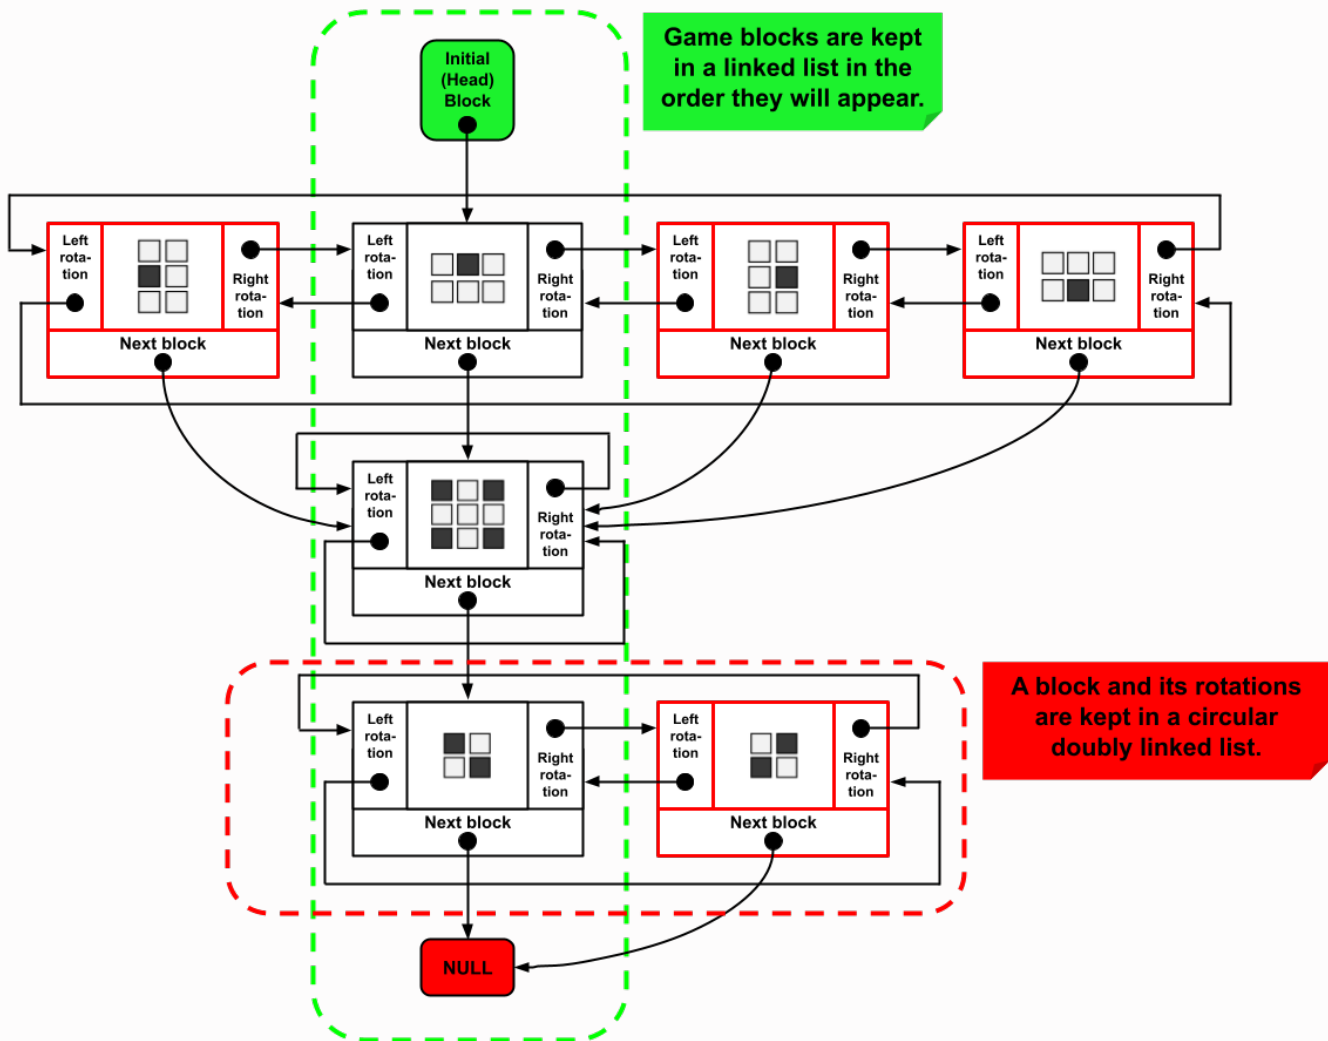 Initial
(Head)
Block
Game blocks are kept
in a linked list in the
order they will appear.
Left
rota-
tion
Right
rota-
tion
Next block
Left
rota-
tion
Right
rota-
tion
Next block
Left
rota-
tion
Right
rota-
tion
Next block
Left
rota-
tion
Right
rota-
tion
Next block
Left
rota-
tion
Right
rota-
tion
Next block
Left
rota-
tion
Right
rota-
tion
Next block
Left
rota-
tion
Right
rota-
tion
Next block
A block and its rotations
are kept in a circular
doubly linked list.
NULL